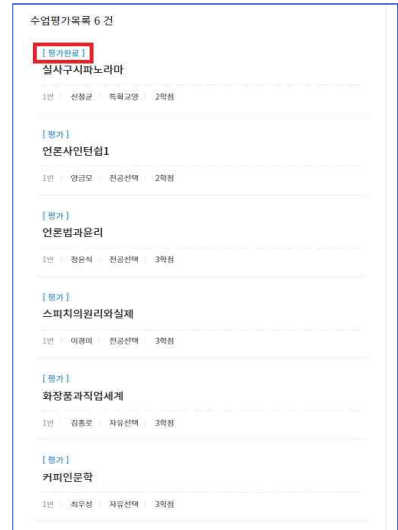 수업평가목록 6 건
[ 평가완료 ]
실사구시파노라마
1반 신철균 특화교양 2학점
[ 평가 ]
언론사인턴쉽1
1반 양금모 전공선택 2학점
[ 평가 ]
언론법과윤리
1반 정윤식 전공선택 3학점
[ 평가 ]
스피치의원리와실제
1반 이경미 전공선택 3학점
[ 평가 ]
화장품과직업세계
1반 김종로 자유선택 3학점
[ 평가 ]
커피인문학
1반 최우성 자유선택 3학점